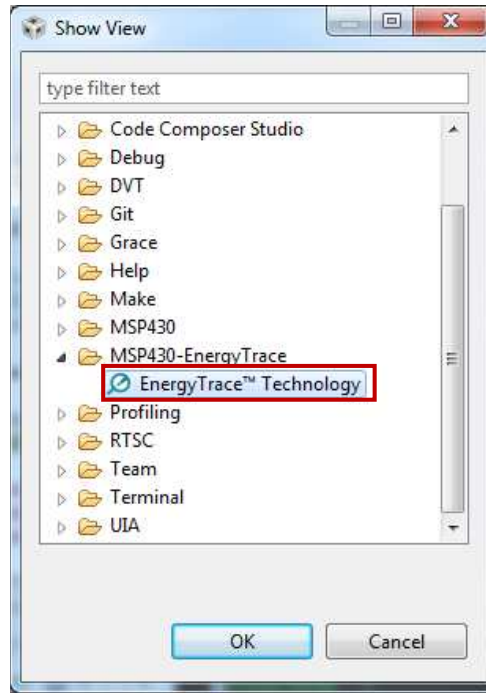 Show View
type filter text
Code Composer Studio
Debug
DVT
Git
Grace
Help
Make
MSP430
MSP430-EnergyTrace
EnergyTrace™ Technology
Profiling
RTSC
Team
Terminal
UIA
OK
Cancel